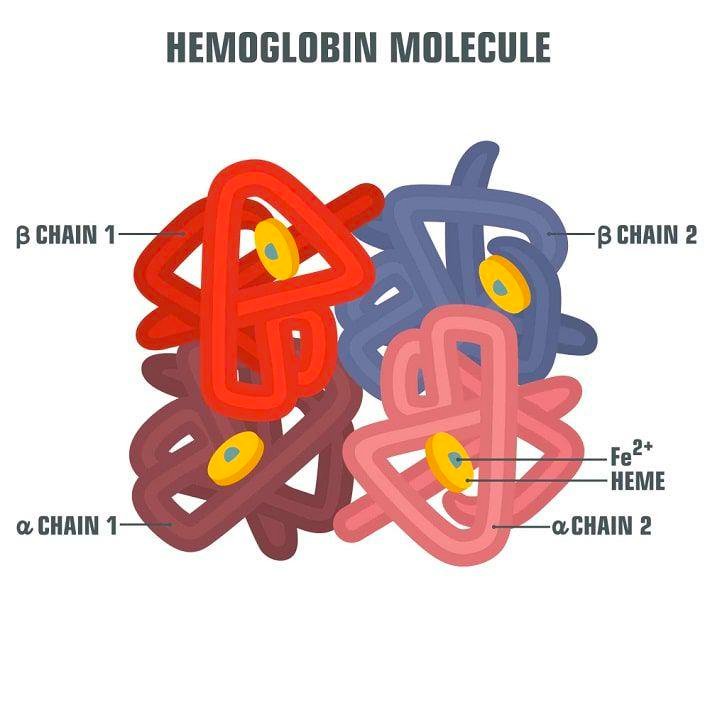 HEMOGLOBIN MOLECULE
β CHAIN 1
β CHAIN 2
Fe²⁺
HEME
α CHAIN 1
α CHAIN 2